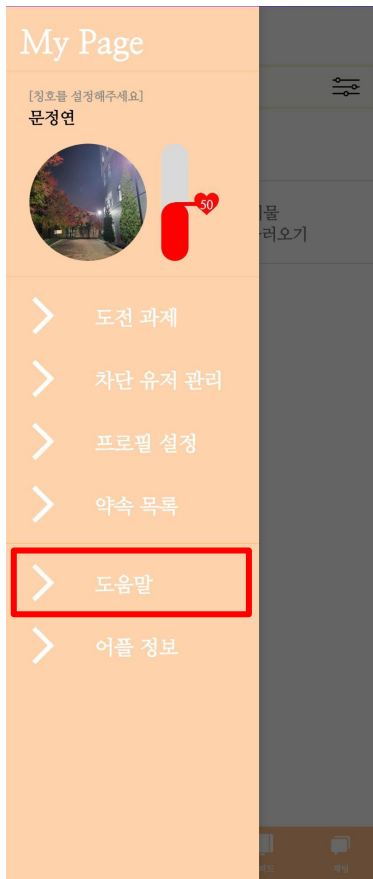 My Page
[칭호를 설정해주세요]
문정연
50
도전 과제
차단 유저 관리
프로필 설정
약속 목록
도움말
어플 정보
채팅